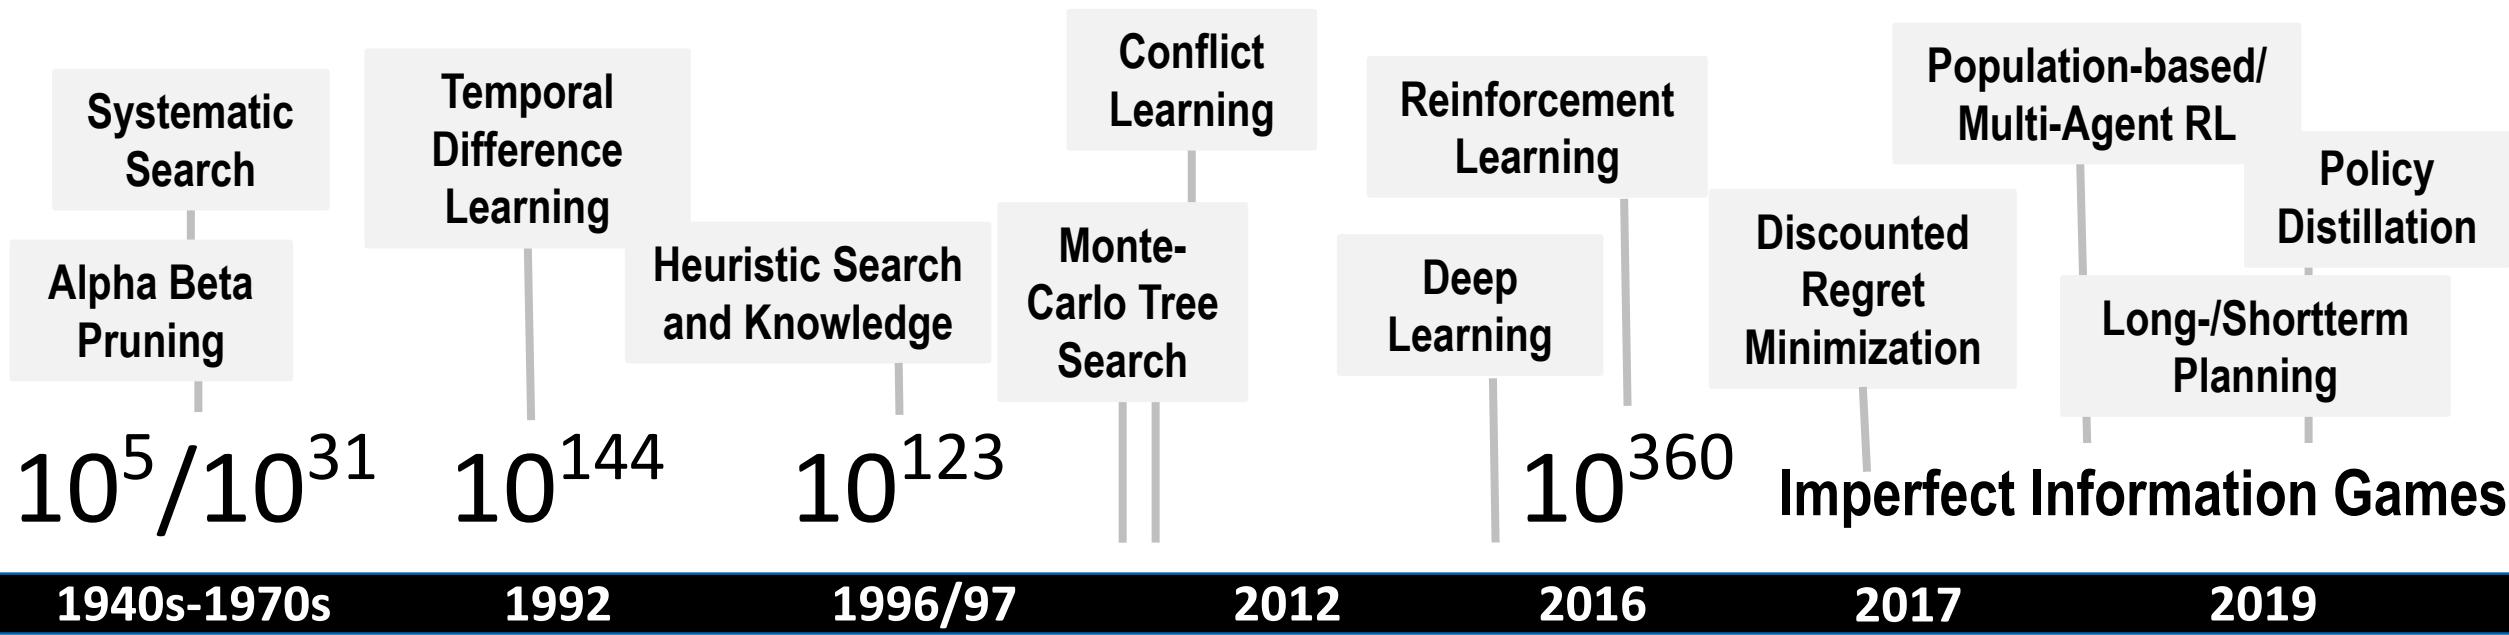 Systematic
Search
Alpha Beta
Pruning
Temporal
Difference
Learning
Heuristic Search
and Knowledge
Conflict
Learning
Monte-
Carlo Tree
Search
Reinforcement
Learning
Deep
Learning
Population-based/
Multi-Agent RL
Discounted
Regret
Minimization
Policy
Distillation
Long-/Shortterm
Planning
10⁵/10³¹
10¹⁴⁴
10¹²³
10³⁶⁰
Imperfect Information Games
1940s-1970s
1992
1996/97
2012
2016
2017
2019